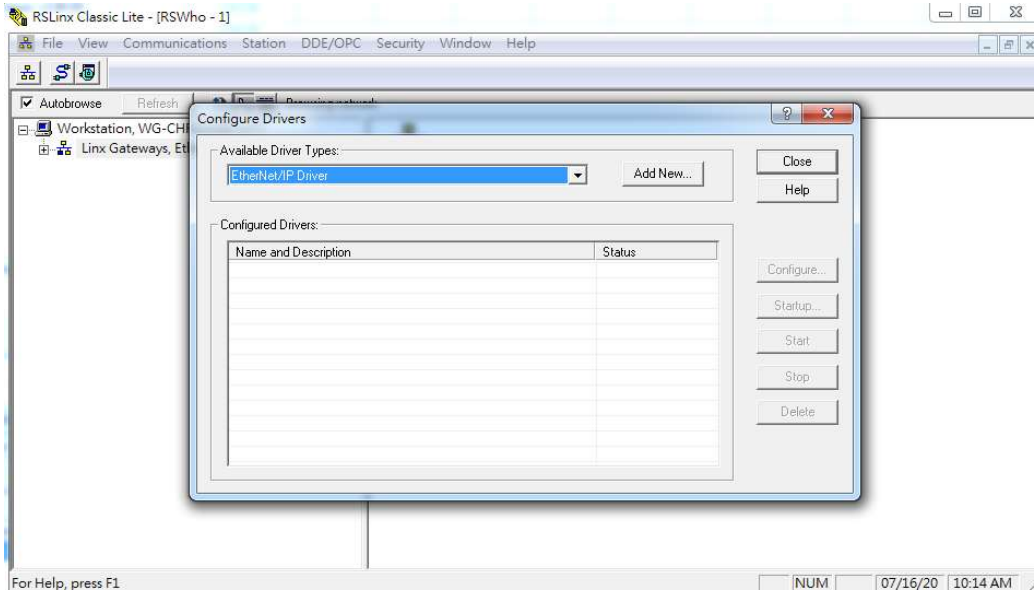 RSLinx Classic Lite - [RSWho - 1]
File View Communications Station DDE/OPC Security Window Help
Autobrowse Refresh
Workstation, WG-CH
Linx Gateways, Et
Configure Drivers
Available Driver Types:
EtherNet/IP Driver
Add New...
Close
Help
Configured Drivers:
Name and Description Status
Configure...
Startup...
Start
Stop
Delete
For Help, press F1 NUM 07/16/20 10:14 AM